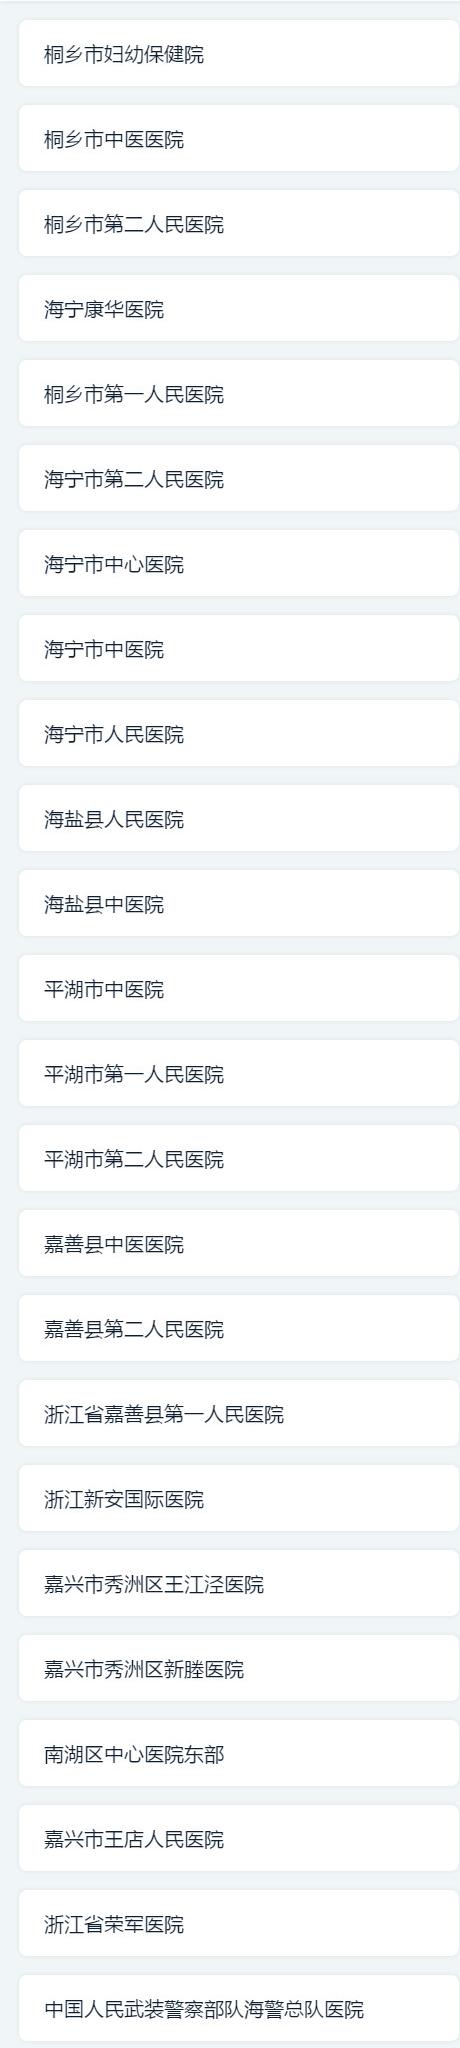 桐乡市妇幼保健院
桐乡市中医医院
桐乡市第二人民医院
海宁康华医院
桐乡市第一人民医院
海宁市第二人民医院
海宁市中心医院
海宁市中医院
海宁市人民医院
海盐县人民医院
海盐县中医院
平湖市中医院
平湖市第一人民医院
平湖市第二人民医院
嘉善县中医医院
嘉善县第二人民医院
浙江省嘉善县第一人民医院
浙江新安国际医院
嘉兴市秀洲区王江泾医院
嘉兴市秀洲区新塍医院
南湖区中心医院东部
嘉兴市王店人民医院
浙江省荣军医院
中国人民武装警察部队海警总队医院